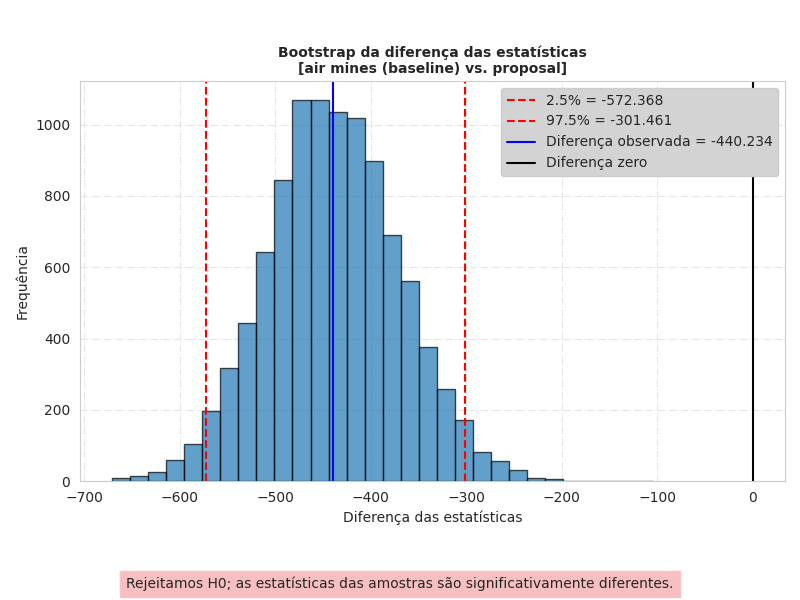 Bootstrap da diferença das estatísticas
[air mines (baseline) vs. proposal]
2.5% = -572.368
97.5% = -301.461
Diferença observada = -440.234
Diferença zero
Frequência
1000
800
600
400
200
0
−700
−600
−500
−400
−300
−200
−100
0
Diferença das estatísticas
Rejeitamos H0; as estatísticas das amostras são significativamente diferentes.